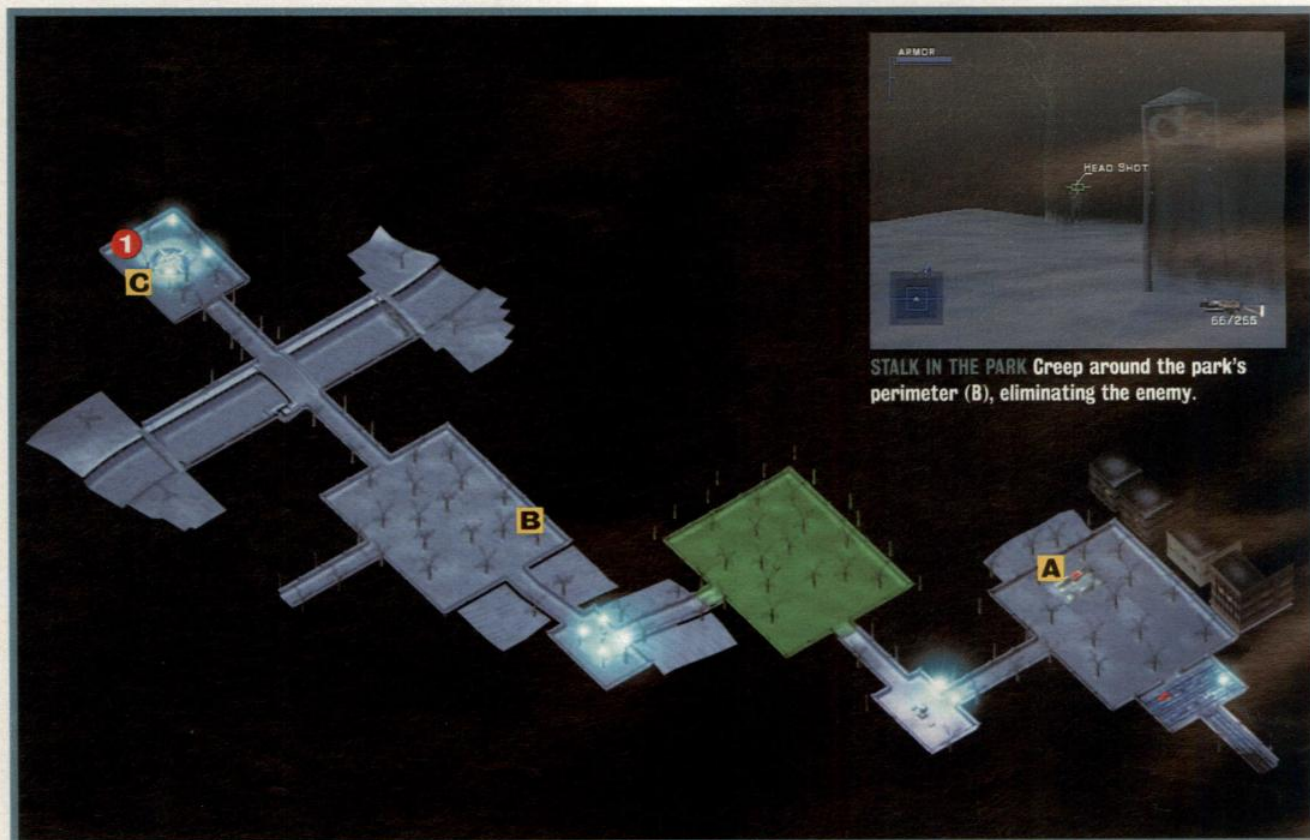 ARMOR
HEAD SHOT
66/255
STALK IN THE PARK Creep around the park's
perimeter (B), eliminating the enemy.
1
C
B
A